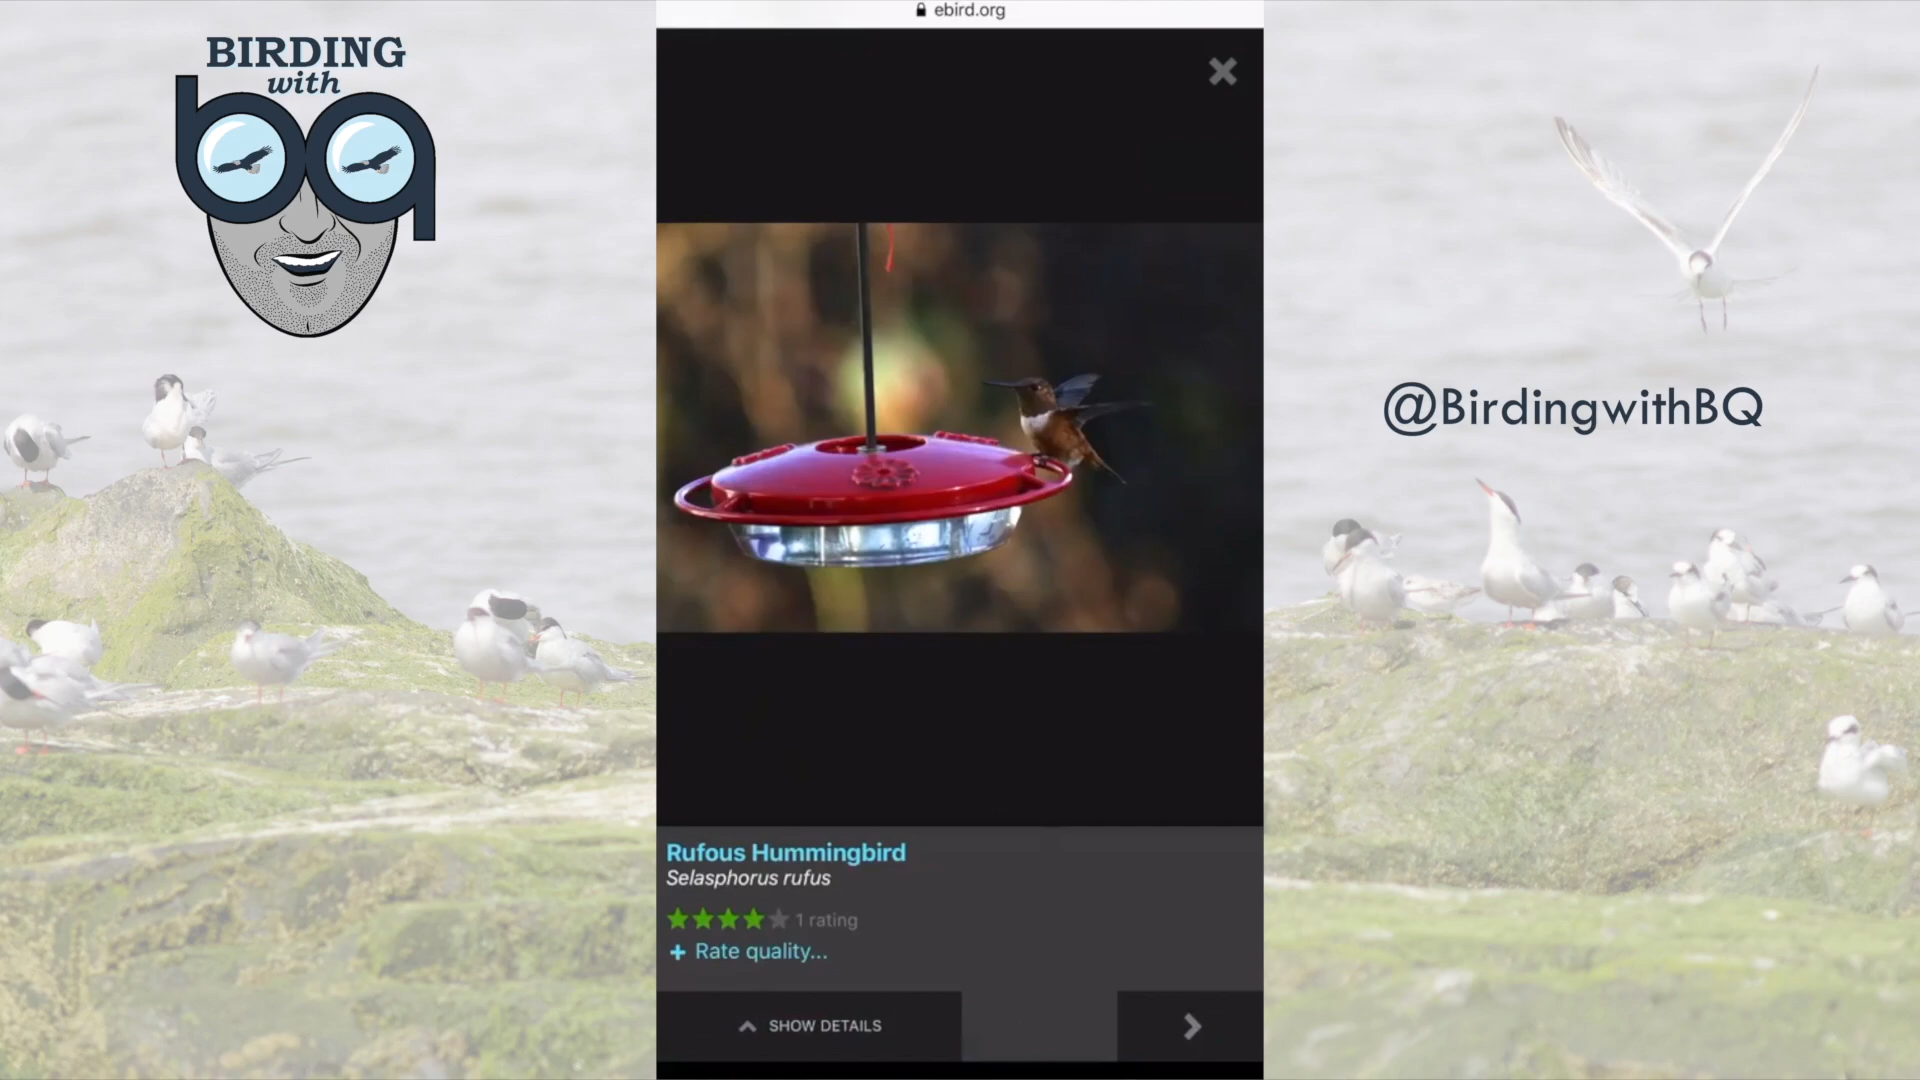 BIRDING
with
bq
ebird.org
@BirdingwithBQ
Rufous Hummingbird
Selasphorus rufus
1 rating
+ Rate quality...
SHOW DETAILS